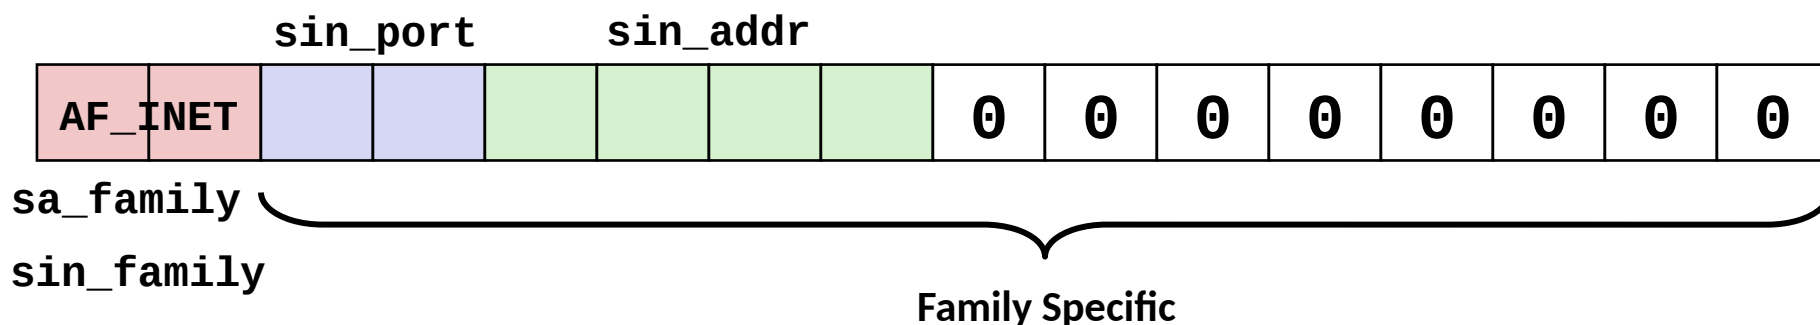 sin_port sin_addr
AF_INET 0 0 0 0 0 0 0 0
sa_family
sin_family
Family Specific